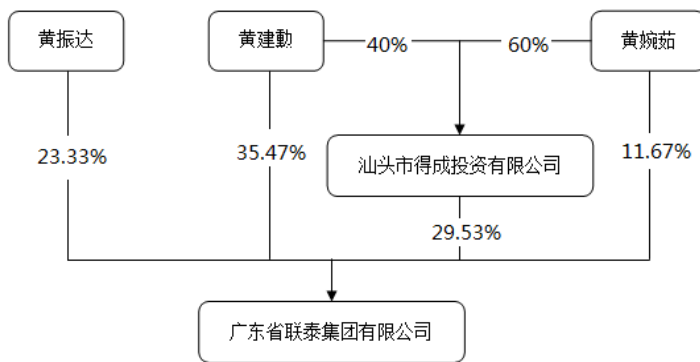 黄振达
黄建勳
40%
60%
黄婉茹
23.33%
35.47%
汕头市得成投资有限公司
11.67%
29.53%
广东省联泰集团有限公司